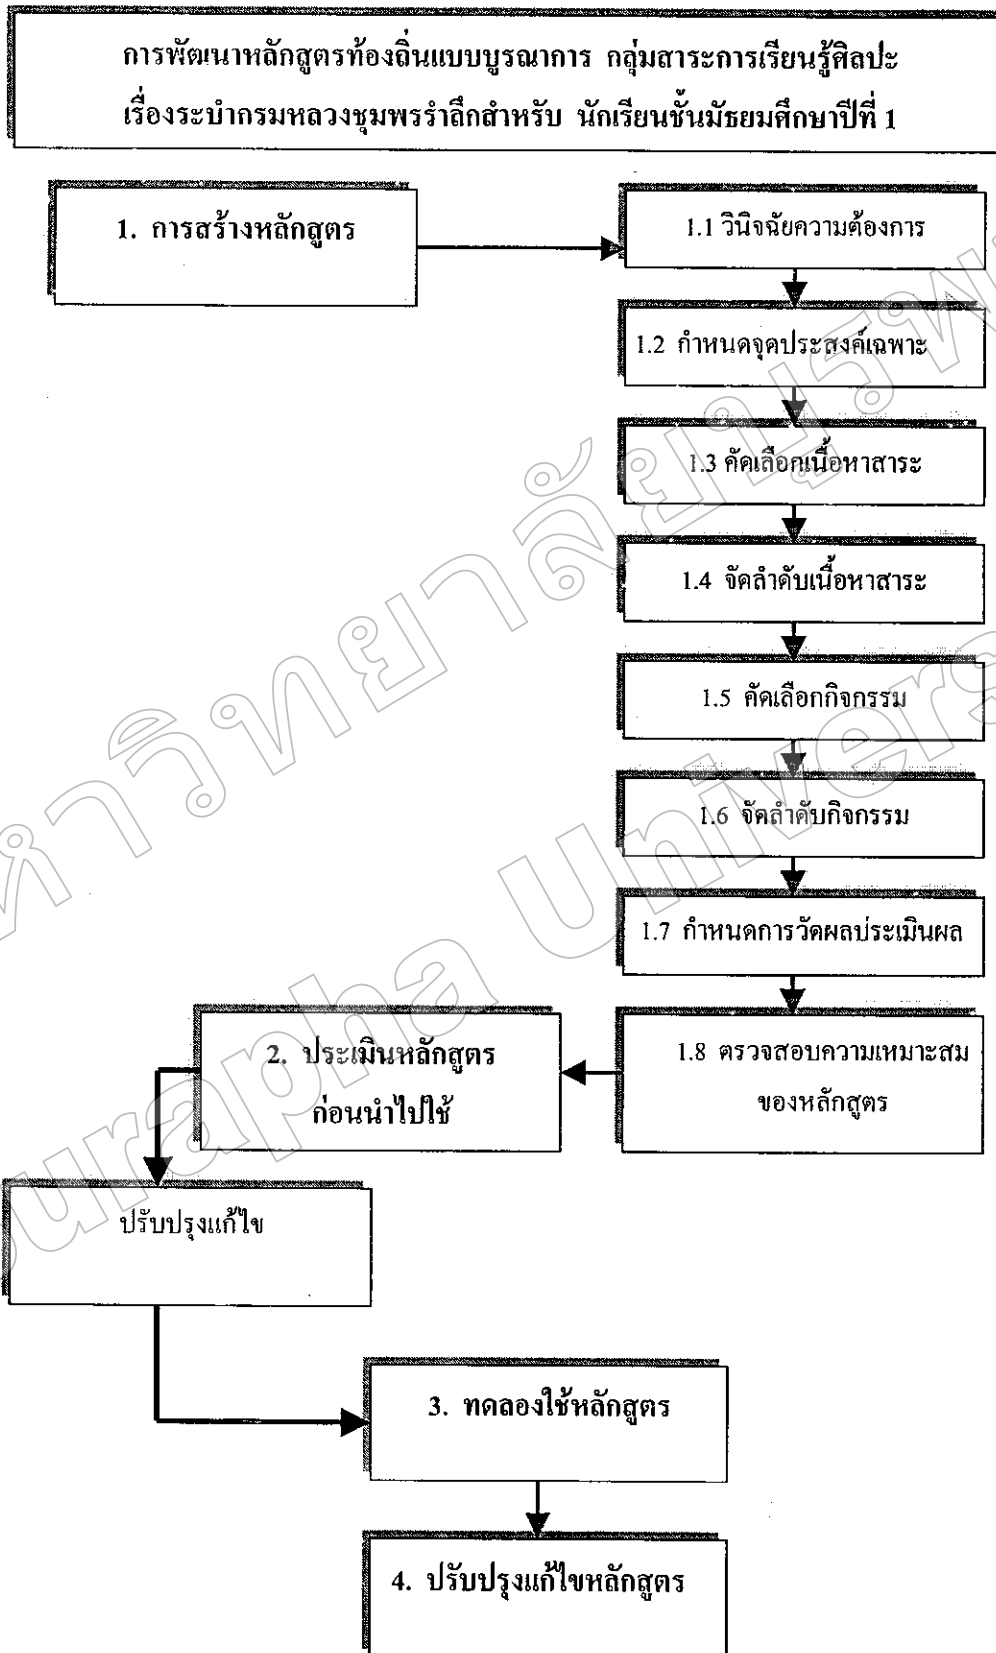 การพัฒนาหลักสูตรท้องถิ่นแบบบูรณาการ กลุ่มสาระการเรียนรู้ศิลปะ
เรื่องระบำกรมหลวงชุมพรรำลึกสำหรับ นักเรียนชั้นมัธยมศึกษาปีที่ 1
1. การสร้างหลักสูตร
1.1 วินิจฉัยความต้องการ
1.2 กำหนดจุดประสงค์เฉพาะ
1.3 คัดเลือกเนื้อหาสาระ
1.4 จัดลำดับเนื้อหาสาระ
1.5 คัดเลือกกิจกรรม
1.6 จัดลำดับกิจกรรม
1.7 กำหนดการวัดผลประเมินผล
1.8 ตรวจสอบความเหมาะสม
ของหลักสูตร
2. ประเมินหลักสูตร
ก่อนนำไปใช้
ปรับปรุงแก้ไข
3. ทดลองใช้หลักสูตร
4. ปรับปรุงแก้ไขหลักสูตร
หาวิทยาลัยบูรพ
Burapha Univers